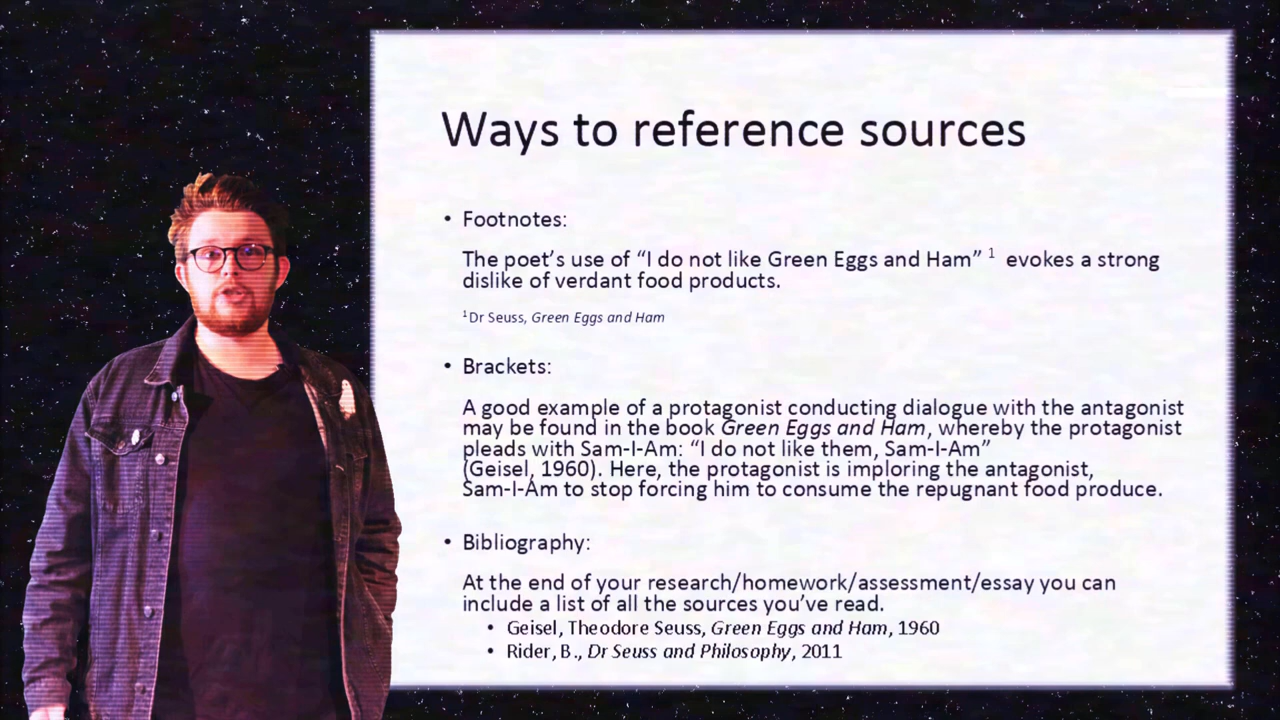 Ways to reference sources
• Footnotes:
The poet's use of “I do not like Green Eggs and Ham” 1 evokes a strong
dislike of verdant food products.
1 Dr Seuss, Green Eggs and Ham
• Brackets:
A good example of a protagonist conducting dialogue with the antagonist
may be found in the book Green Eggs and Ham, whereby the protagonist
pleads with Sam-I-Am: “I do not like them, Sam-I-Am”
(Geisel, 1960). Here, the protagonist is imploring the antagonist,
Sam-I-Am to stop forcing him to consume the repugnant food produce.
• Bibliography:
At the end of your research/homework/assessment/essay you can
include a list of all the sources you've read.
• Geisel, Theodore Seuss, Green Eggs and Ham, 1960
• Rider, B., Dr Seuss and Philosophy, 2011